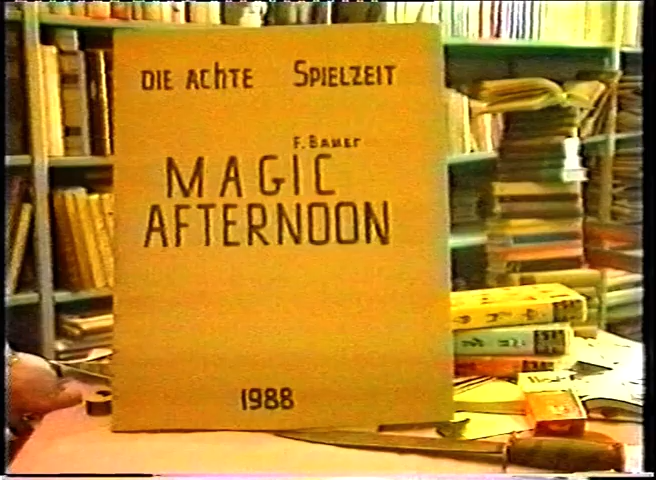 DIE ACHTE SPIELZEIT
F. BAUER
MAGIC
AFTERNOON
1988